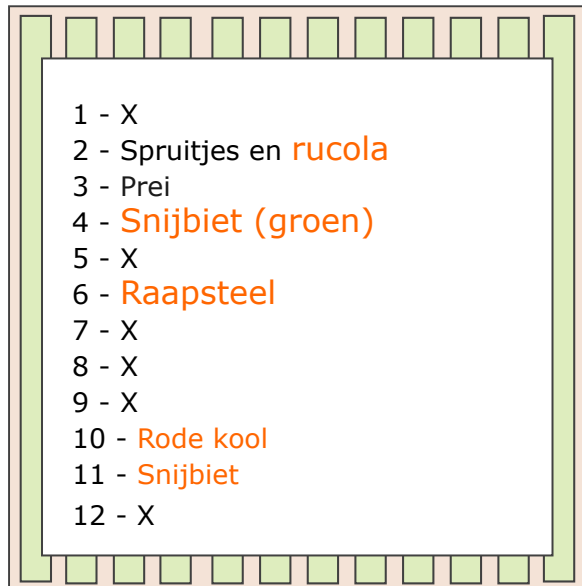 1 - X
2 - Spruitjes en rucola
3 - Prei
4 - Snijbiet (groen)
5 - X
6 - Raapsteel
7 - X
8 - X
9 - X
10 - Rode kool
11 - Snijbiet
12 - X